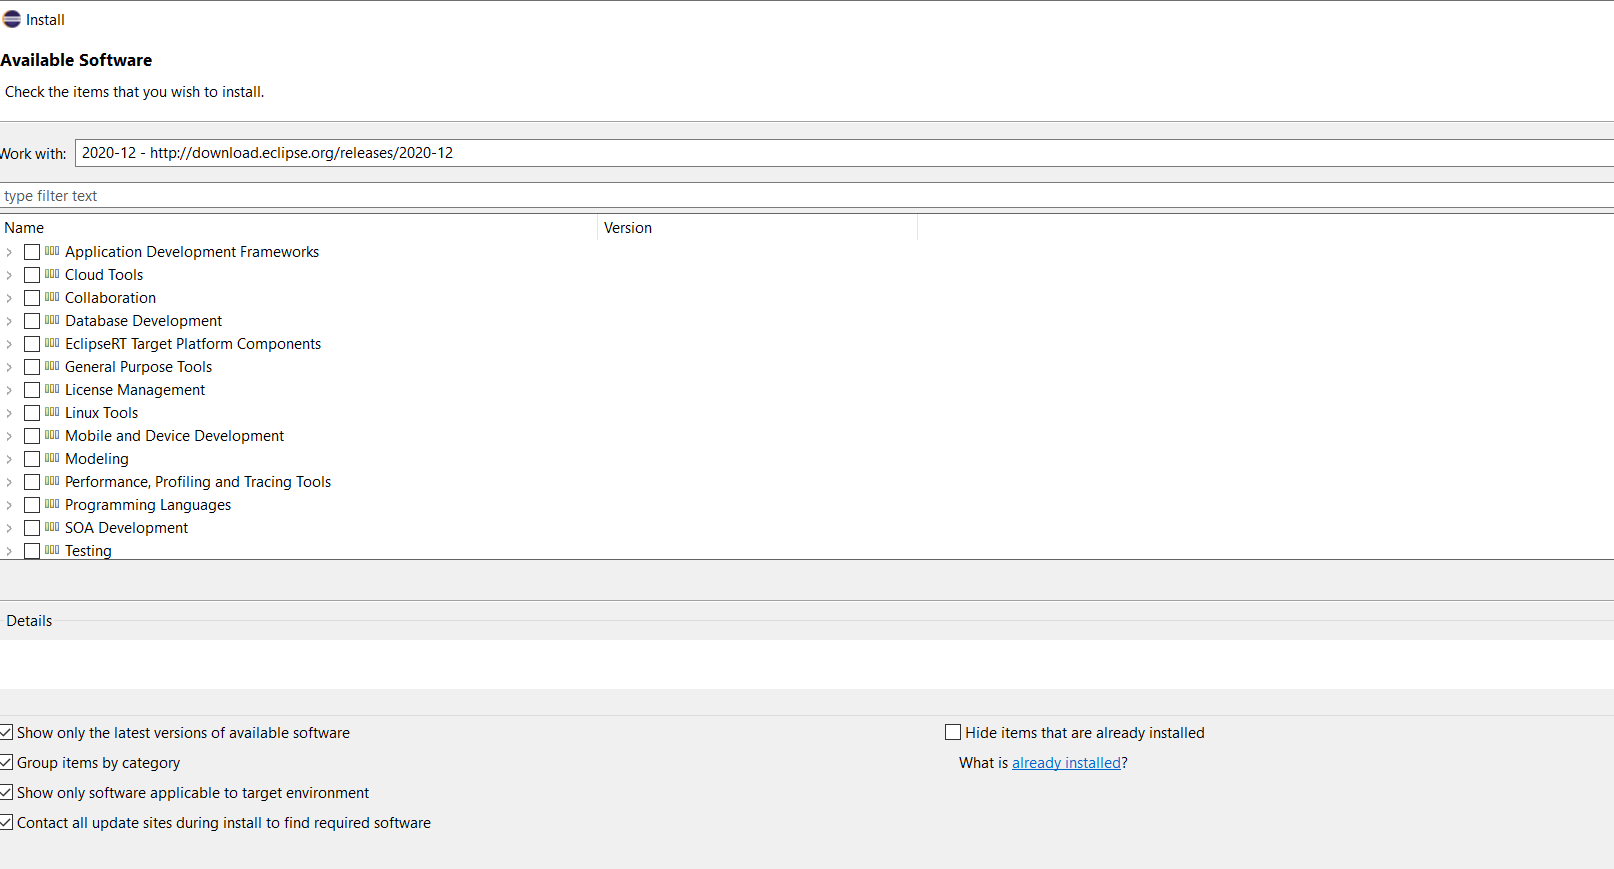 Install
Available Software
Check the items that you wish to install.
Work with: 2020-12 - http://download.eclipse.org/releases/2020-12
type filter text
Name Version
Application Development Frameworks
Cloud Tools
Collaboration
Database Development
EclipseRT Target Platform Components
General Purpose Tools
License Management
Linux Tools
Mobile and Device Development
Modeling
Performance, Profiling and Tracing Tools
Programming Languages
SOA Development
Testing
Details
Show only the latest versions of available software Hide items that are already installed
Group items by category What is already installed?
Show only software applicable to target environment
Contact all update sites during install to find required software